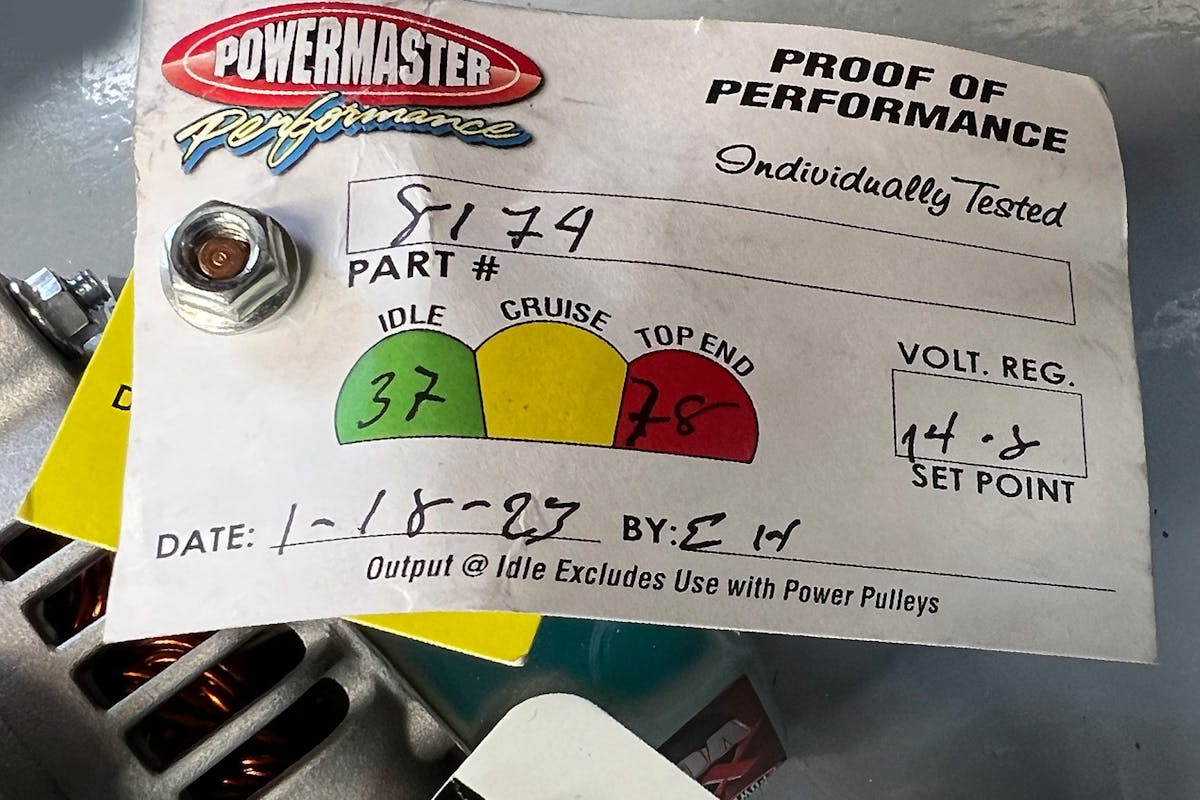 POWERMASTER
Performance
PROOF OF
PERFORMANCE
Individually Tested
8174
PART #
IDLE CRUISE TOP END
37 78
VOLT. REG.
14.8
SET POINT
DATE: 1-18-23 BY: EH
Output @ Idle Excludes Use with Power Pulleys